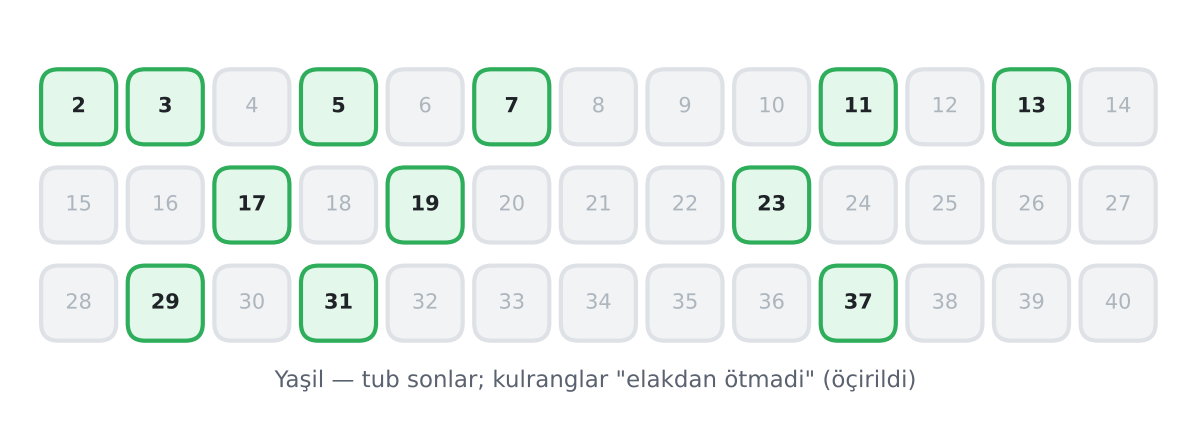 2 3 4 5 6 7 8 9 10 11 12 13 14
15 16 17 18 19 20 21 22 23 24 25 26 27
28 29 30 31 32 33 34 35 36 37 38 39 40
Yaşil — tub sonlar; kulranglar "elakdan ötmadi" (öçirildi)